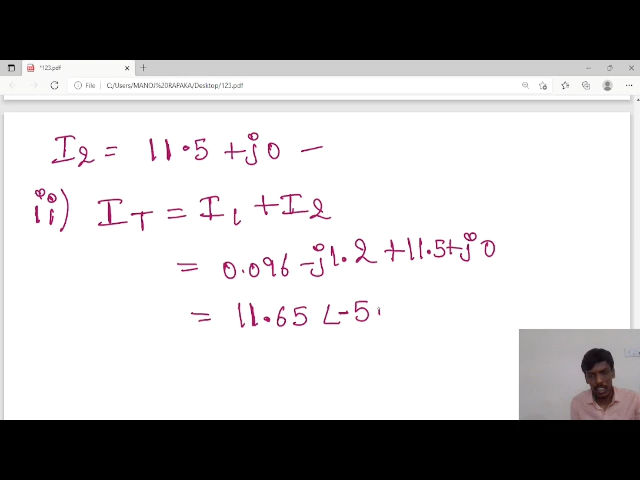 *123.pdf
File C:/Users/MANOJ%20RAPAKA/Desktop/123.pdf
I2 = 11.5 + j0 –
ii) IT = I1 + I2
= 0.096 - j1.2 + 11.5 + j0
= 11.65 ∠-5